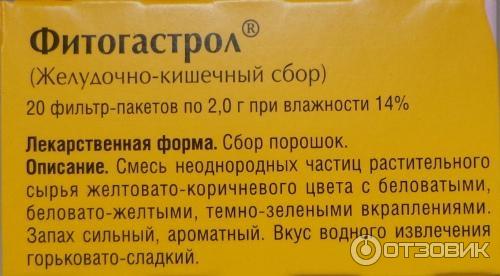 Фитогастрол®
(Желудочно-кишечный сбор)
20 фильтр-пакетов по 2,0 г при влажности 14%
Лекарственная форма. Сбор порошок.
Описание. Смесь неоднородных частиц растительного
сырья желтовато-коричневого цвета с беловатыми,
беловато-желтыми, темно-зелеными вкраплениями.
Запах сильный, ароматный. Вкус водного извлечения
горьковато-сладкий.
ОТЗОВИК